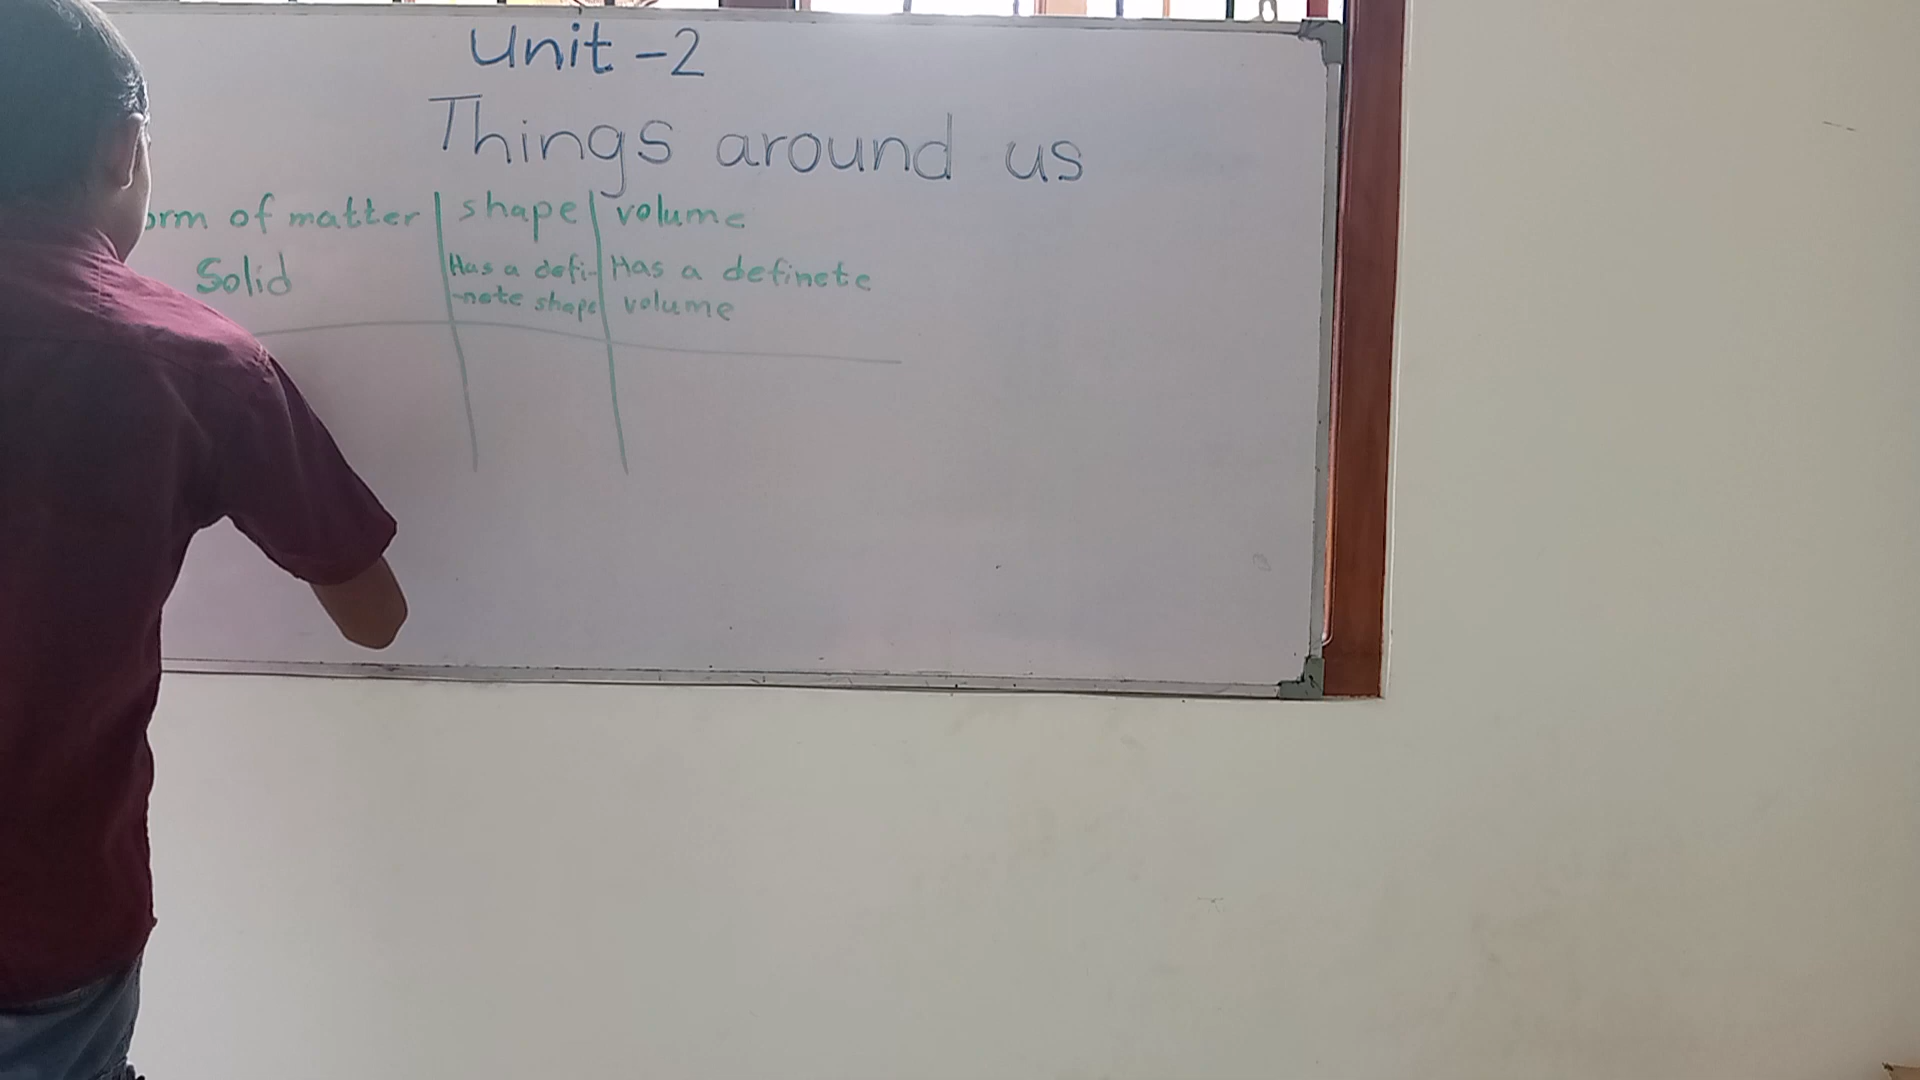 Unit - 2
Things around us
orm of matter | shape | volume
Solid
Has a defi-
-nete shape
Has a definete
volume